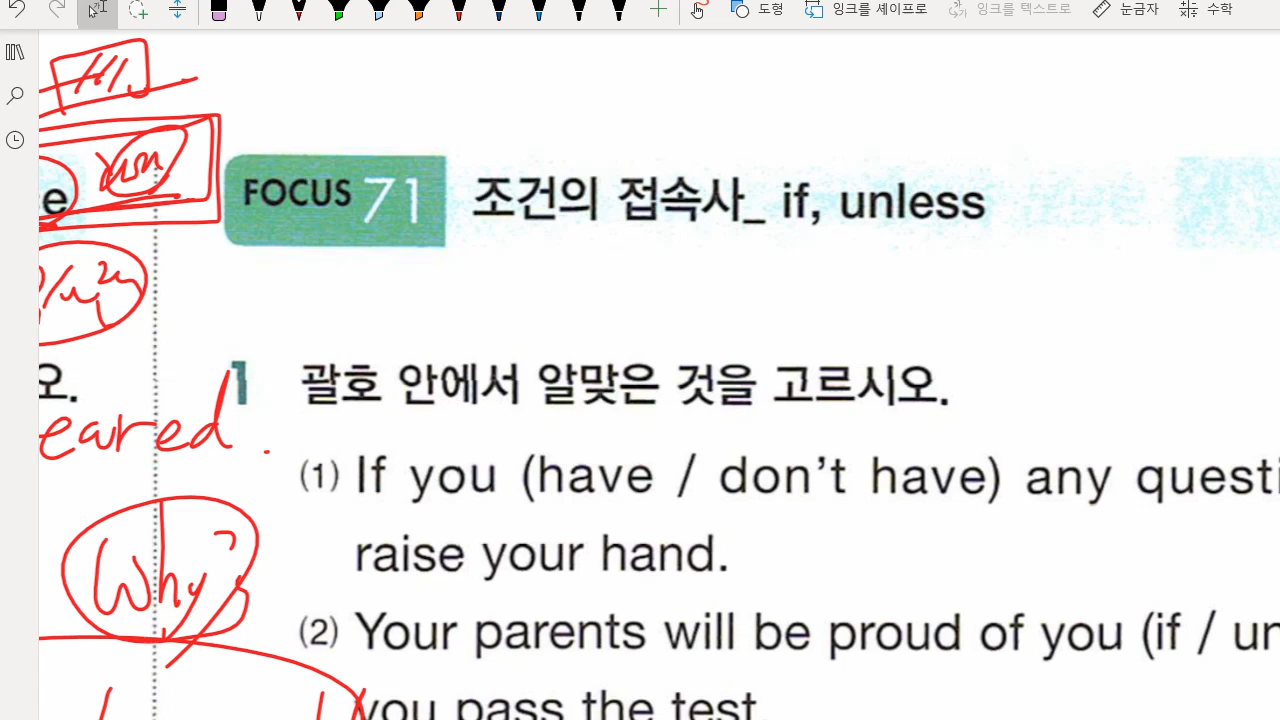 도형
잉크를 셰이프로
잉크를 텍스트로
눈금자
수학
e
FOCUS 71 조건의 접속사_ if, unless
오.
eared.
1 괄호 안에서 알맞은 것을 고르시오.
(1) If you (have / don't have) any questi
raise your hand.
Why?
(2) Your parents will be proud of you (if / un
you pass the test.